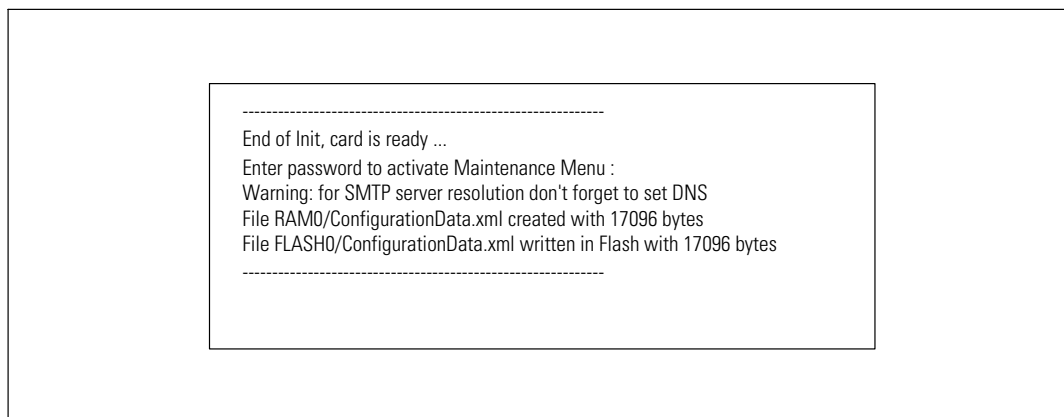 -------------------------------------------------------------
End of Init, card is ready ...
Enter password to activate Maintenance Menu :
Warning: for SMTP server resolution don't forget to set DNS
File RAM0/ConfigurationData.xml created with 17096 bytes
File FLASH0/ConfigurationData.xml written in Flash with 17096 bytes
-------------------------------------------------------------